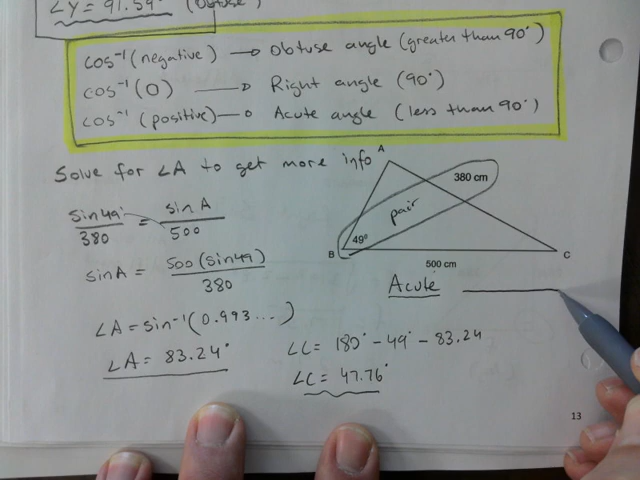 ∠Y = 91.59° (Obtuse)
cos⁻¹(negative) → Obtuse angle (greater than 90°)
cos⁻¹(0) → Right angle (90°)
cos⁻¹(positive) → Acute angle (less than 90°)
Solve for ∠A to get more info
sin49° / 380 = sinA / 500
sinA = 500(sin49) / 380
∠A = sin⁻¹(0.993...)
∠A = 83.24°
A
380 cm
pair
49°
B
C
500 cm
Acute
∠C = 180° - 49° - 83.24
∠C = 47.76°
13